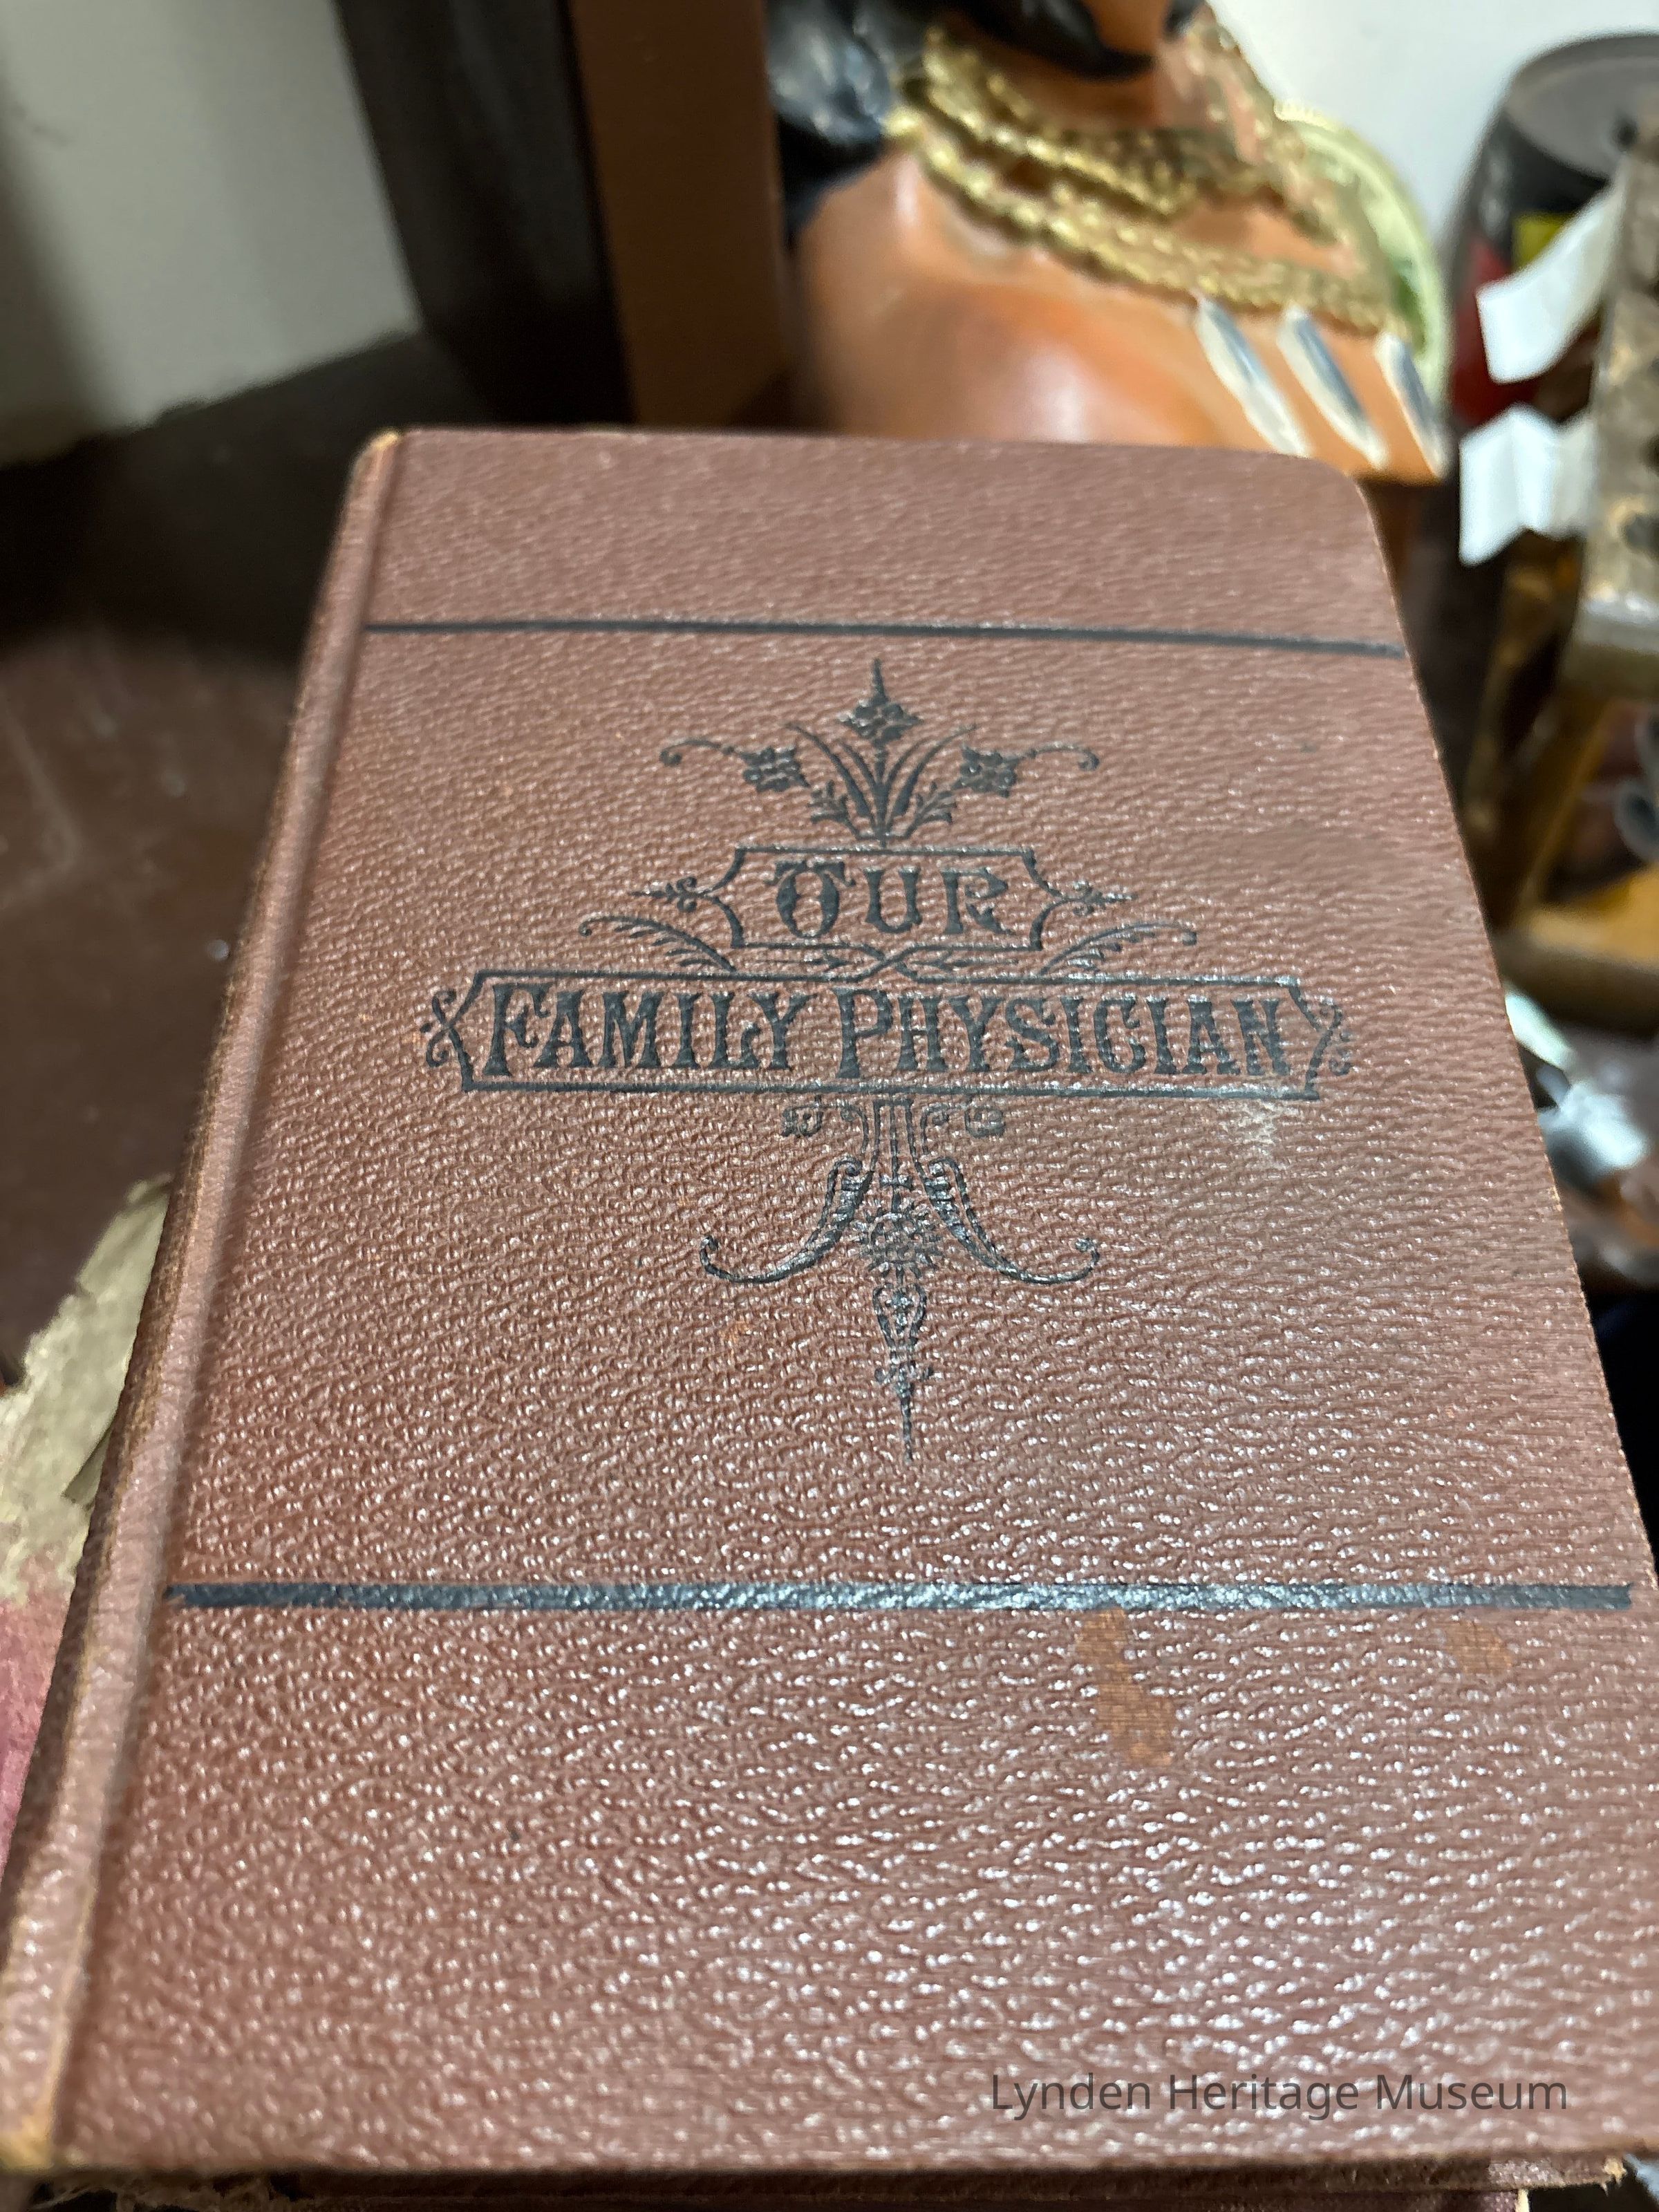 OUR
FAMILY PHYSICIAN
Lynden Heritage Museum